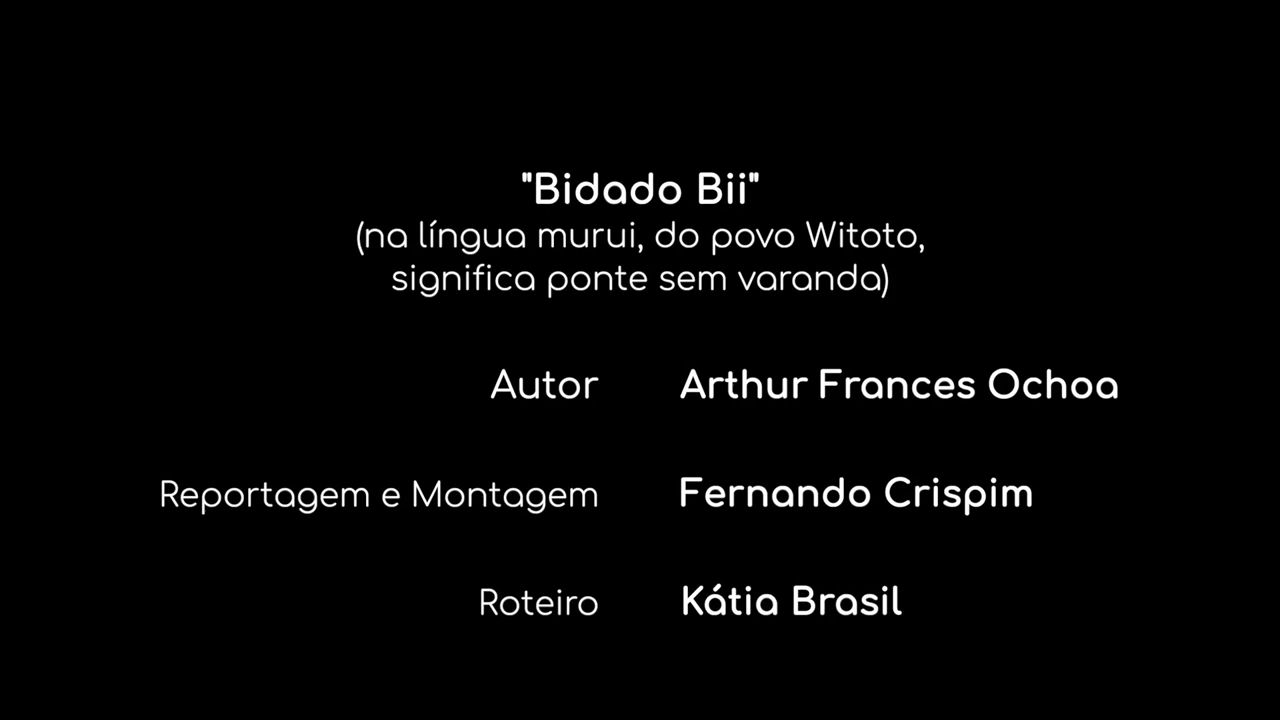 "Bidado Bii"
(na língua murui, do povo Witoto,
significa ponte sem varanda)
Autor Arthur Frances Ochoa
Reportagem e Montagem Fernando Crispim
Roteiro Kátia Brasil